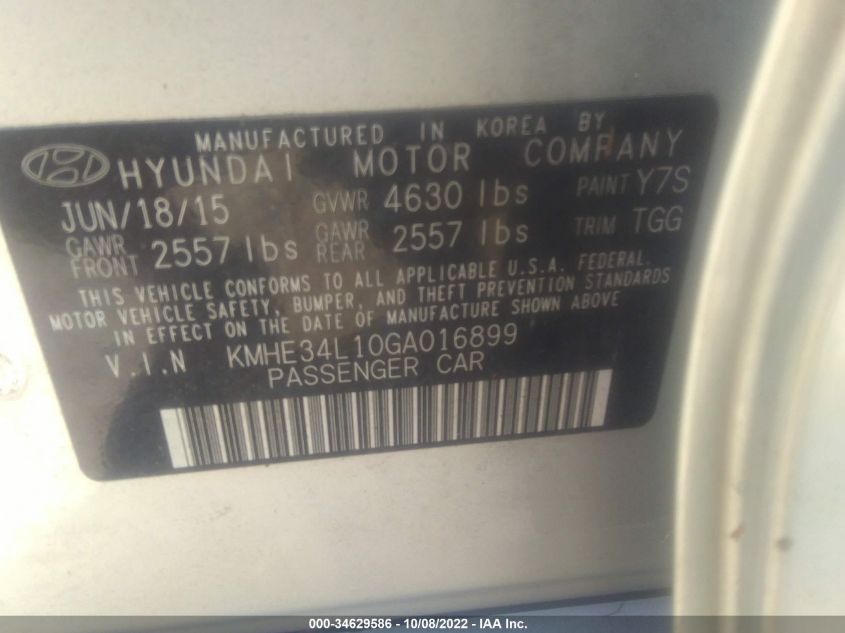 MANUFACTURED IN KOREA BY
HYUNDAI MOTOR COMPANY
JUN/18/15 GVWR 4630 lbs PAINT Y7S
GAWR FRONT 2557 lbs GAWR REAR 2557 lbs TRIM TGG
THIS VEHICLE CONFORMS TO ALL APPLICABLE U.S.A. FEDERAL
MOTOR VEHICLE SAFETY, BUMPER, AND THEFT PREVENTION STANDARDS
IN EFFECT ON THE DATE OF MANUFACTURE SHOWN ABOVE
V.I.N KMHE34L10GA016899
PASSENGER CAR
000-34629586 - 10/08/2022 - IAA Inc.